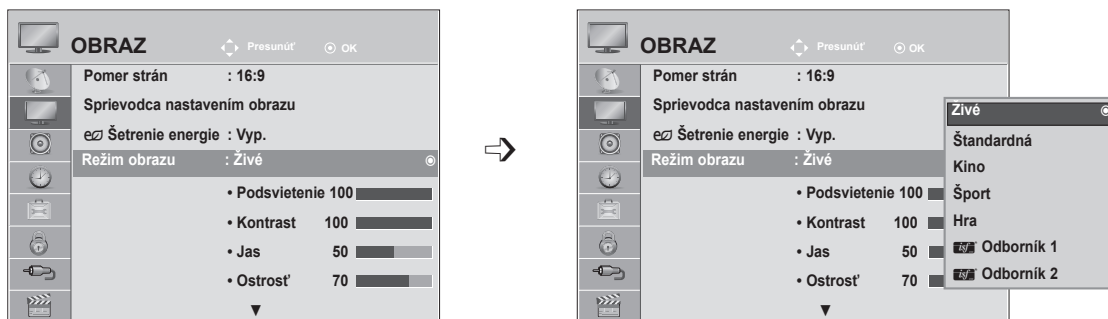 OBRAZ Presunúť OK
Pomer strán : 16:9
Sprievodca nastavením obrazu
Šetrenie energie : Vyp.
Režim obrazu : Živé
• Podsvietenie 100
• Kontrast 100
• Jas 50
• Ostrosť 70
▼
OBRAZ Presunúť OK
Pomer strán : 16:9
Sprievodca nastavením obrazu
Šetrenie energie : Vyp.
Režim obrazu : Živé
• Podsvietenie 100
• Kontrast 100
• Jas 50
• Ostrosť 70
▼
Živé
Štandardná
Kino
Šport
Hra
isf Odborník 1
isf Odborník 2